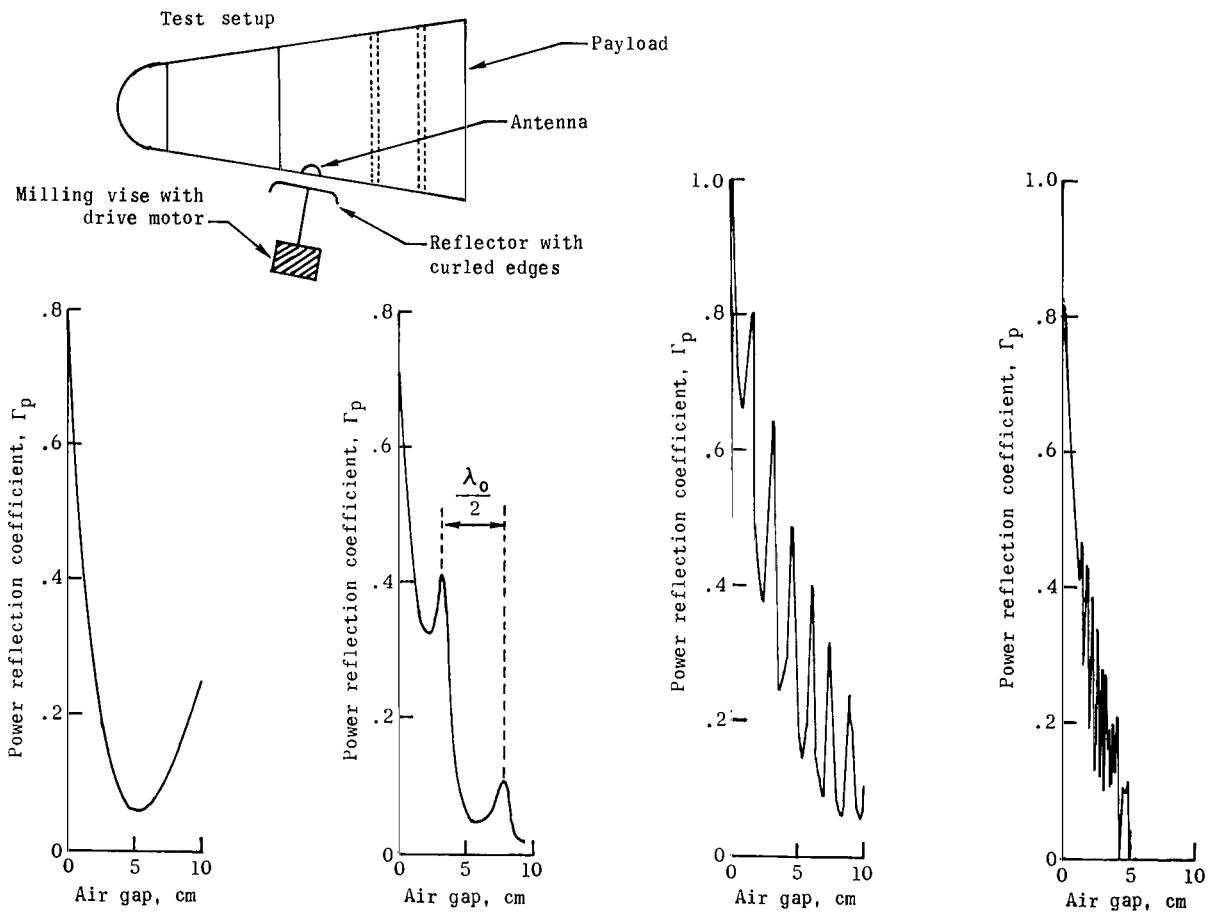 Test setup
Payload
Antenna
Milling vise with
drive motor
Reflector with
curled edges
Power reflection coefficient, Γp
.8
.6
.4
.2
0
0 5 10
Air gap, cm
Power reflection coefficient, Γp
.8
.6
.4
.2
0
λ0
2
0 5 10
Air gap, cm
Power reflection coefficient, Γp
1.0
.8
.6
.4
.2
0
0 5 10
Air gap, cm
Power reflection coefficient, Γp
1.0
.8
.6
.4
.2
0
0 5 10
Air gap, cm